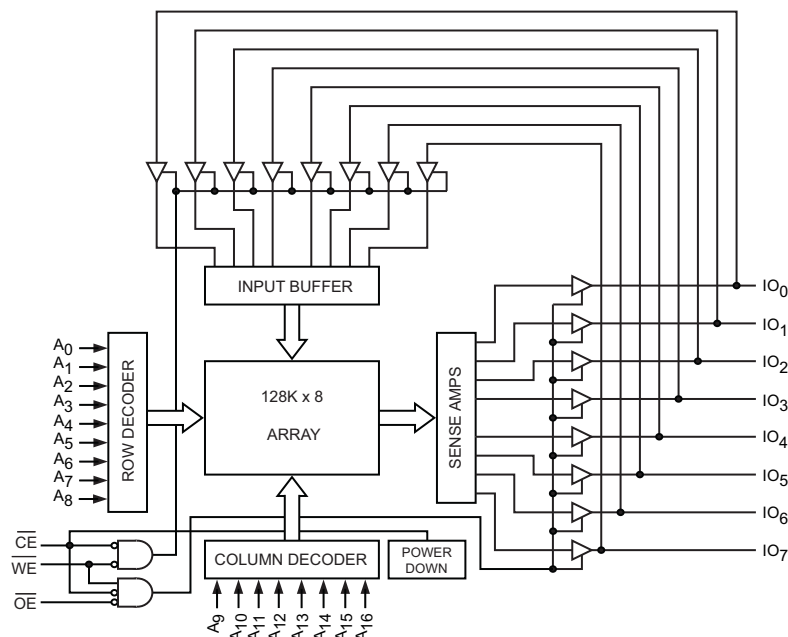 INPUT BUFFER
IO0
IO1
IO2
IO3
IO4
IO5
IO6
IO7
A0
A1
A2
A3
A4
A5
A6
A7
A8
ROW DECODER
128K x 8
ARRAY
SENSE AMPS
CE
WE
OE
COLUMN DECODER
POWER
DOWN
A9
A10
A11
A12
A13
A14
A15
A16